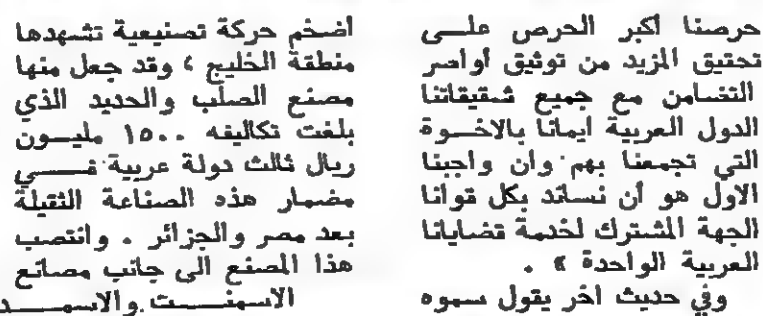 حرصنا أكبر الحرص على
تحقيق المزيد من توثيق أواصر
التضامن مع جميع شقيقاتنا
الدول العربية ايمانا بالاخوة
التي تجمعنا بهم وان واجبنا
الاول هو أن نساند بكل قوانا
الجهة المشترك لخدمة قضايانا
العربية الواحدة » .
وفي حديث اخر يقول سموه
اضخم حركة تصنيعية تشهدها
منطقة الخليج ، وقد جعل منها
مصنع الصلب والحديد الذي
بلغت تكاليفه ١٥٠٠ مليون
ريال ثالث دولة عربية في
مضمار هذه الصناعة الثقيلة
بعد مصر والجزائر . وانتصب
هذا المصنع الى جانب مصانع
الاسمنت والاسمد